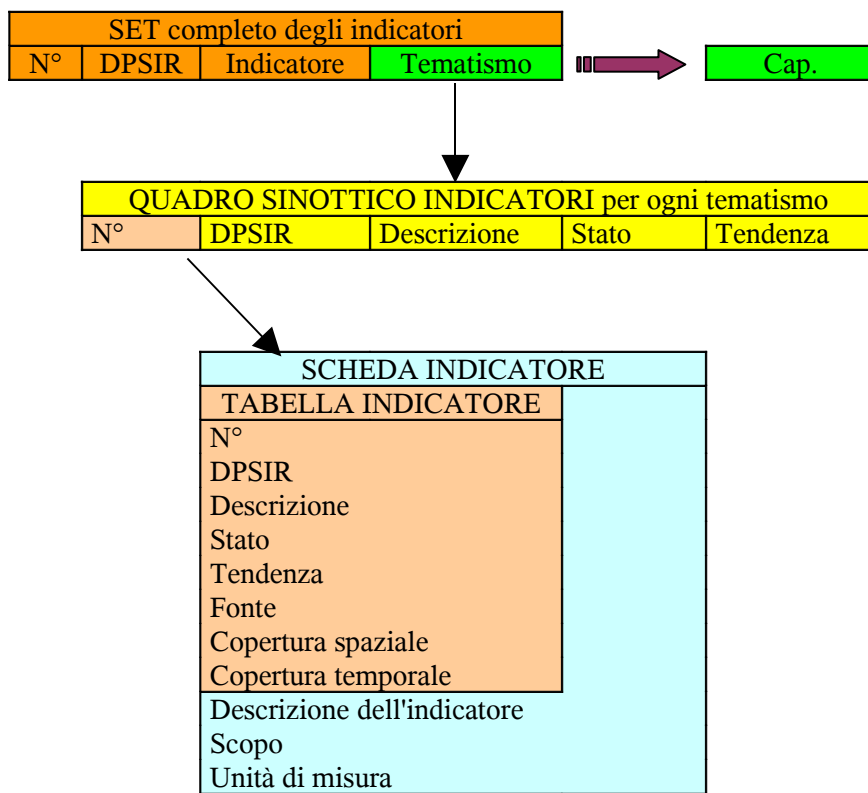 SET completo degli indicatori
N° DPSIR Indicatore Tematismo Cap.
QUADRO SINOTTICO INDICATORI per ogni tematismo
N° DPSIR Descrizione Stato Tendenza
SCHEDA INDICATORE
TABELLA INDICATORE
N°
DPSIR
Descrizione
Stato
Tendenza
Fonte
Copertura spaziale
Copertura temporale
Descrizione dell'indicatore
Scopo
Unità di misura